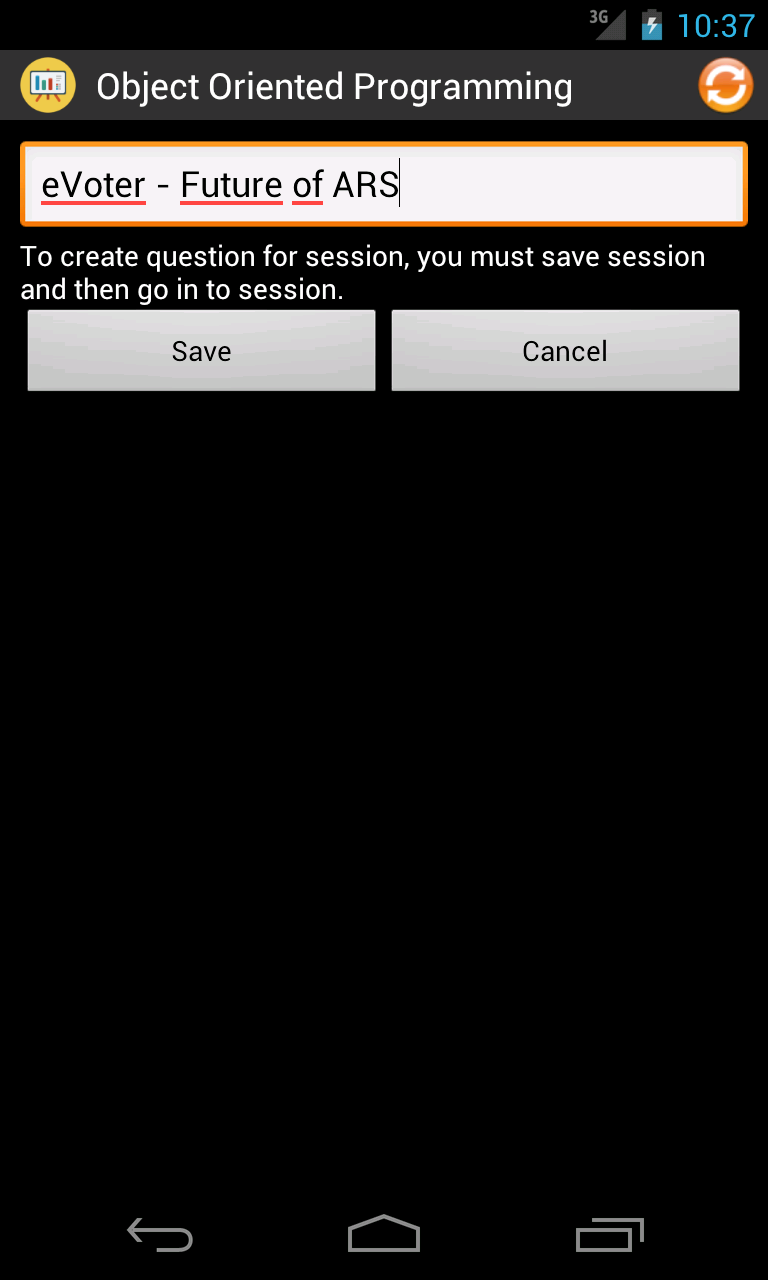 3G 10:37
Object Oriented Programming
eVoter - Future of ARS
To create question for session, you must save session
and then go in to session.
Save Cancel